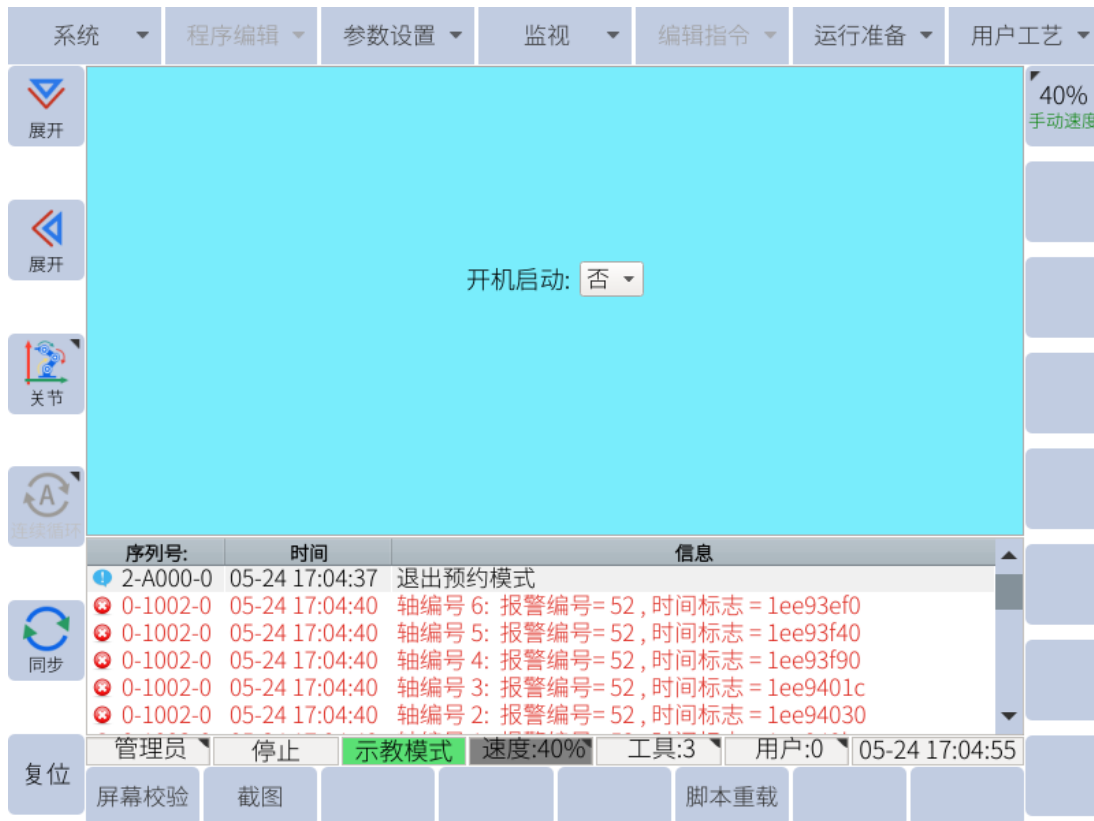 系统 程序编辑 参数设置 监视 编辑指令 运行准备 用户工艺
展开
40%
手动速度
展开
开机启动: 否
关节
A
连续循环
序列号: 时间 信息
2-A000-0 05-24 17:04:37 退出预约模式
0-1002-0 05-24 17:04:40 轴编号 6: 报警编号= 52 , 时间标志 = 1ee93ef0
0-1002-0 05-24 17:04:40 轴编号 5: 报警编号= 52 , 时间标志 = 1ee93f40
0-1002-0 05-24 17:04:40 轴编号 4: 报警编号= 52 , 时间标志 = 1ee93f90
0-1002-0 05-24 17:04:40 轴编号 3: 报警编号= 52 , 时间标志 = 1ee9401c
0-1002-0 05-24 17:04:40 轴编号 2: 报警编号= 52 , 时间标志 = 1ee94030
同步
管理员 停止 示教模式 速度:40% 工具:3 用户:0 05-24 17:04:55
复位
屏幕校验 截图 脚本重载